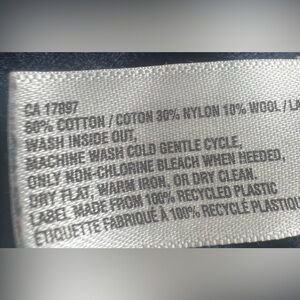 CA 17897
60% COTTON / COTON 30% NYLON 10% WOOL / LA
WASH INSIDE OUT,
MACHINE WASH COLD GENTLE CYCLE,
ONLY NON-CHLORINE BLEACH WHEN NEEDED,
DRY FLAT, WARM IRON, OR DRY CLEAN.
LABEL MADE FROM 100% RECYCLED PLASTIC
ÉTIQUETTE FABRIQUÉ À 100% RECYCLÉ PLASTIQU